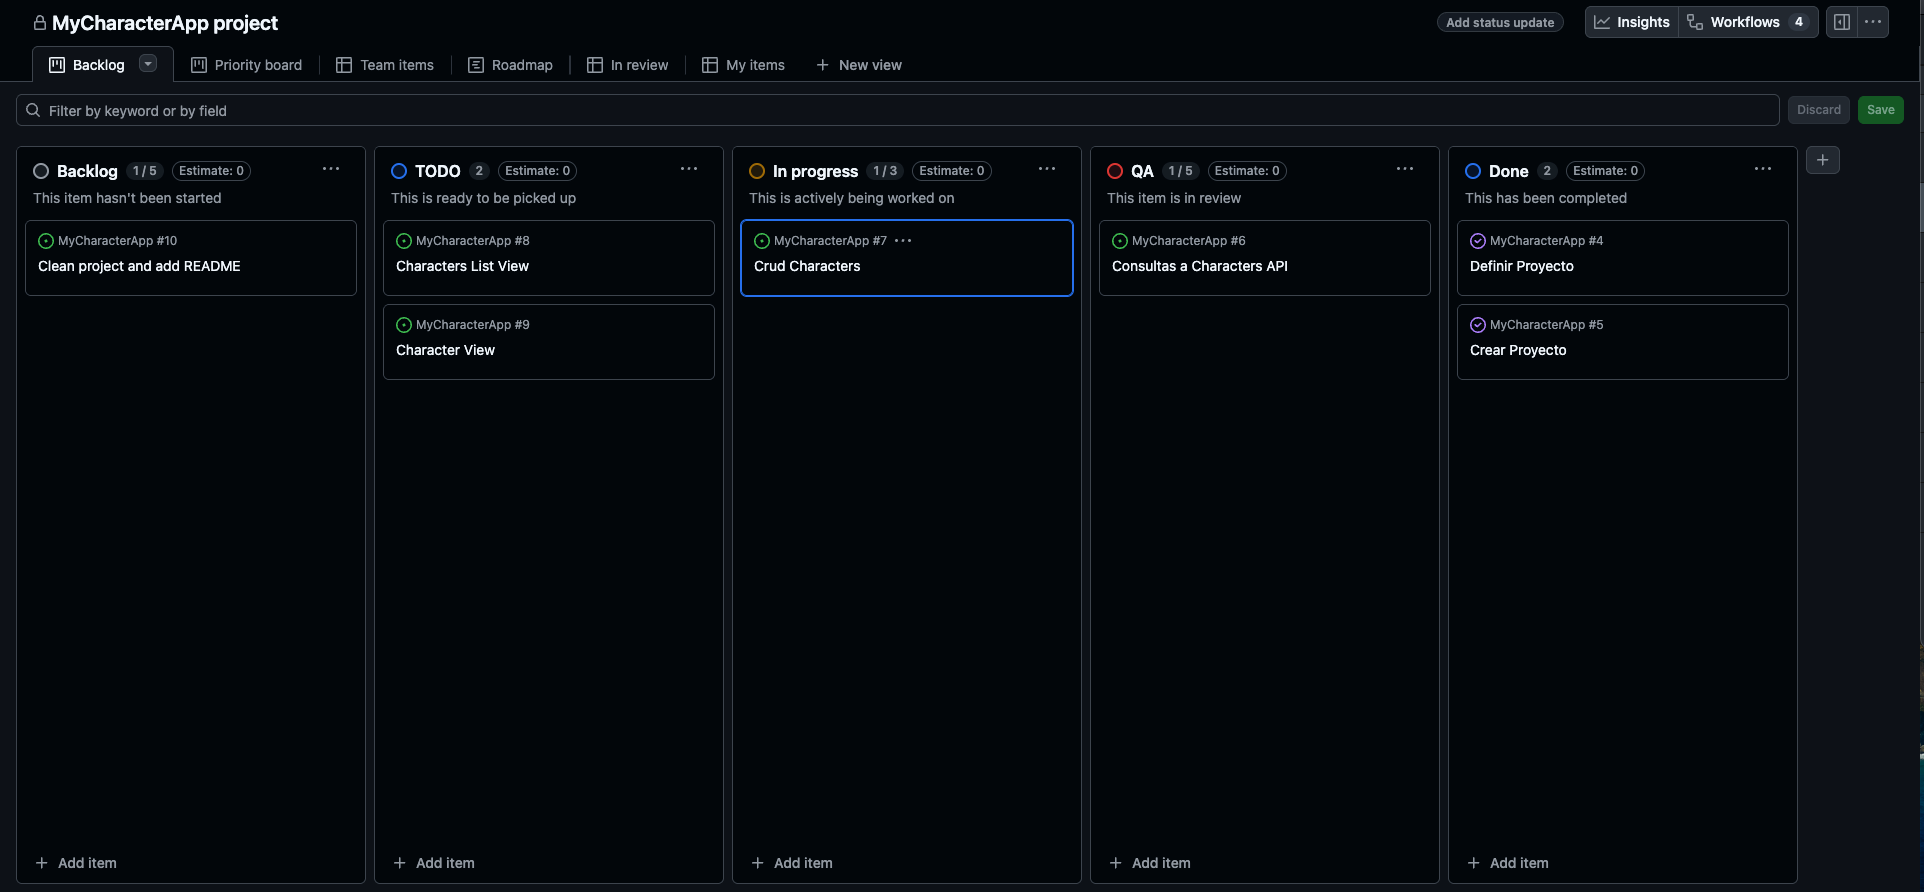 MyCharacterApp project
Add status update
Insights
Workflows 4
Backlog
Priority board
Team items
Roadmap
In review
My items
New view
Filter by keyword or by field
Discard
Save
Backlog 1 / 5 Estimate: 0
This item hasn't been started
MyCharacterApp #10
Clean project and add README
Add item
TODO 2 Estimate: 0
This is ready to be picked up
MyCharacterApp #8
Characters List View
MyCharacterApp #9
Character View
Add item
In progress 1 / 3 Estimate: 0
This is actively being worked on
MyCharacterApp #7
Crud Characters
Add item
QA 1 / 5 Estimate: 0
This item is in review
MyCharacterApp #6
Consultas a Characters API
Add item
Done 2 Estimate: 0
This has been completed
MyCharacterApp #4
Definir Proyecto
MyCharacterApp #5
Crear Proyecto
Add item